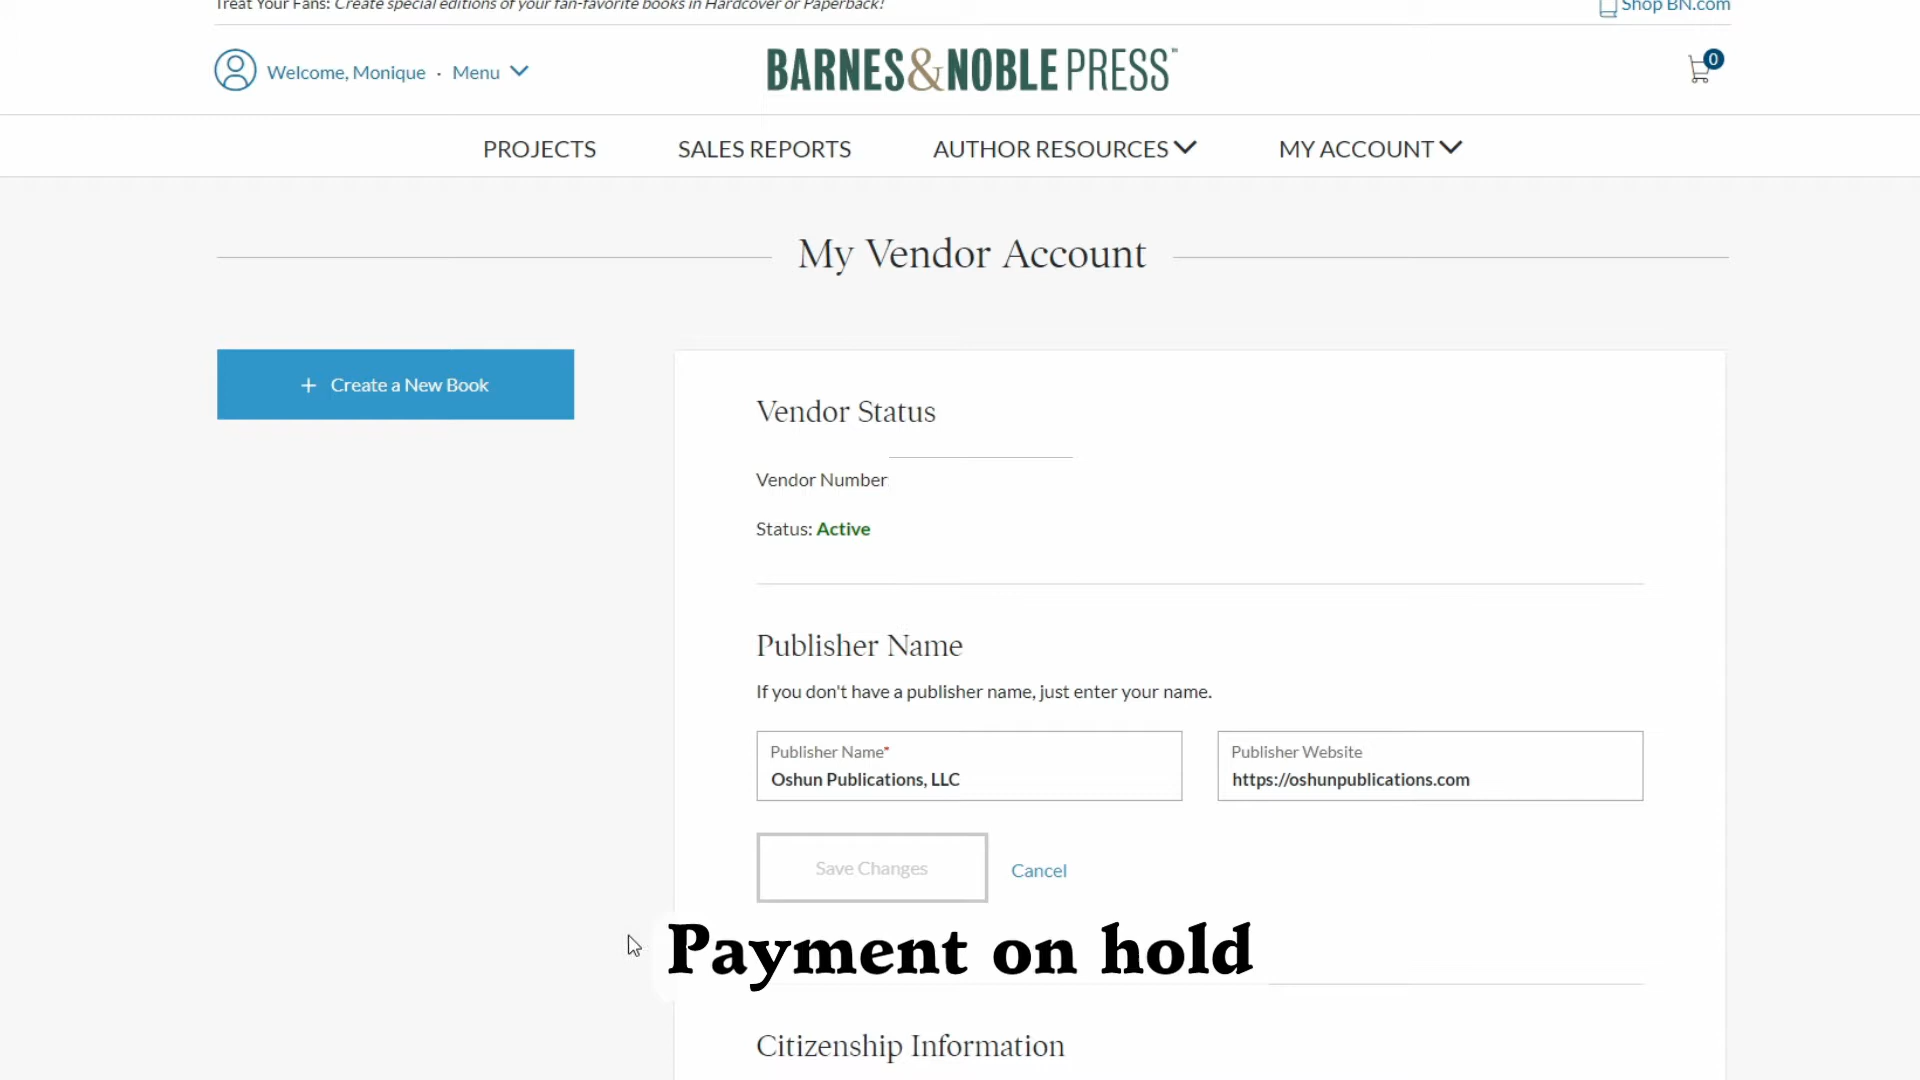 Treat Your Fans: Create special editions of your fan-favorite books in Hardcover or Paperback!
Shop BN.com
Welcome, Monique · Menu
BARNES&NOBLE PRESS™
0
PROJECTS
SALES REPORTS
AUTHOR RESOURCES
MY ACCOUNT
My Vendor Account
+ Create a New Book
Vendor Status
Vendor Number
Status: Active
Publisher Name
If you don't have a publisher name, just enter your name.
Publisher Name*
Oshun Publications, LLC
Publisher Website
https://oshunpublications.com
Save Changes
Cancel
Payment on hold
Citizenship Information